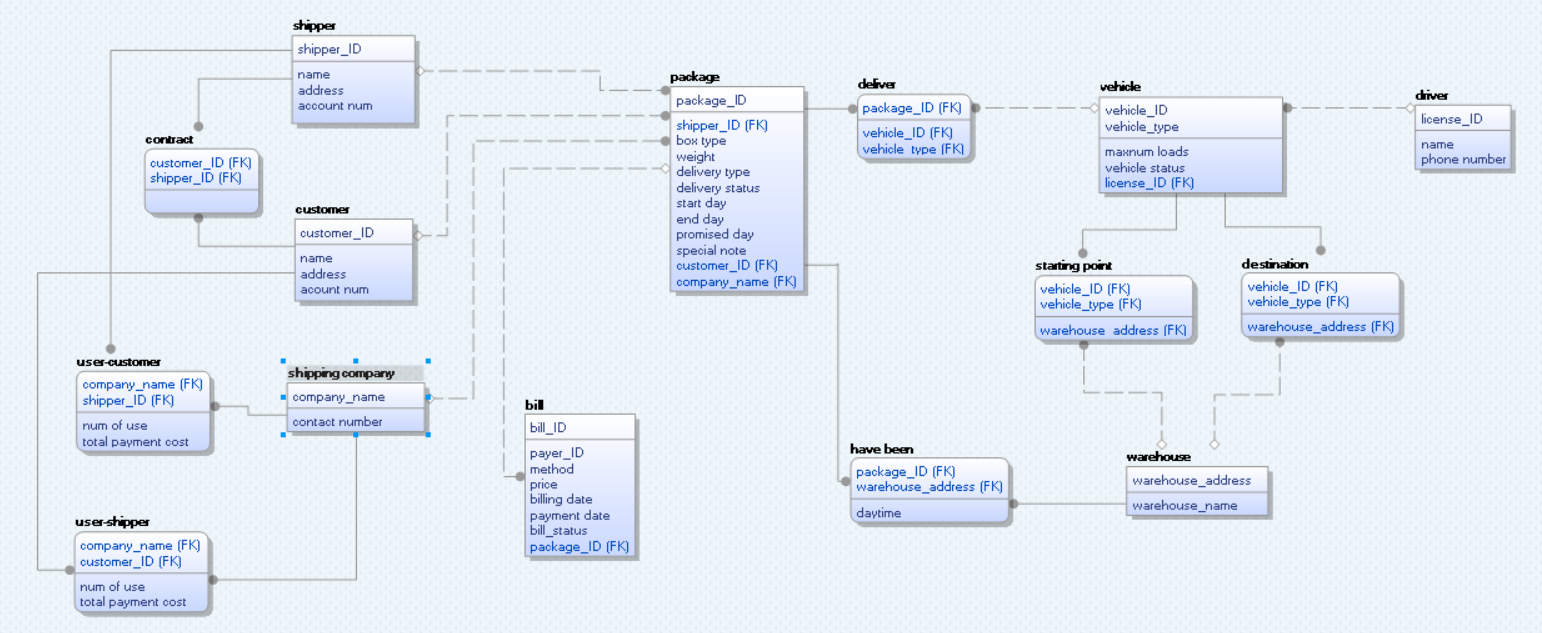 shipper
shipper_ID
name
address
account num
contract
customer_ID (FK)
shipper_ID (FK)
customer
customer_ID
name
address
acount num
user-customer
company_name (FK)
shipper_ID (FK)
num of use
total payment cost
shipping company
company_name
contact number
user-shipper
company_name (FK)
customer_ID (FK)
num of use
total payment cost
package
package_ID
shipper_ID (FK)
box type
weight
delivery type
delivery status
start day
end day
promised day
special note
customer_ID (FK)
company_name (FK)
bill
bill_ID
payer_ID
method
price
billing date
payment date
bill_status
package_ID (FK)
deliver
package_ID (FK)
vehicle_ID (FK)
vehicle_type (FK)
vehicle
vehicle_ID
vehicle_type
maxnum loads
vehicle status
license_ID (FK)
driver
license_ID
name
phone number
starting point
vehicle_ID (FK)
vehicle_type (FK)
warehouse_address (FK)
destination
vehicle_ID (FK)
vehicle_type (FK)
warehouse_address (FK)
have been
package_ID (FK)
warehouse_address (FK)
daytime
warehouse
warehouse_address
warehouse_name